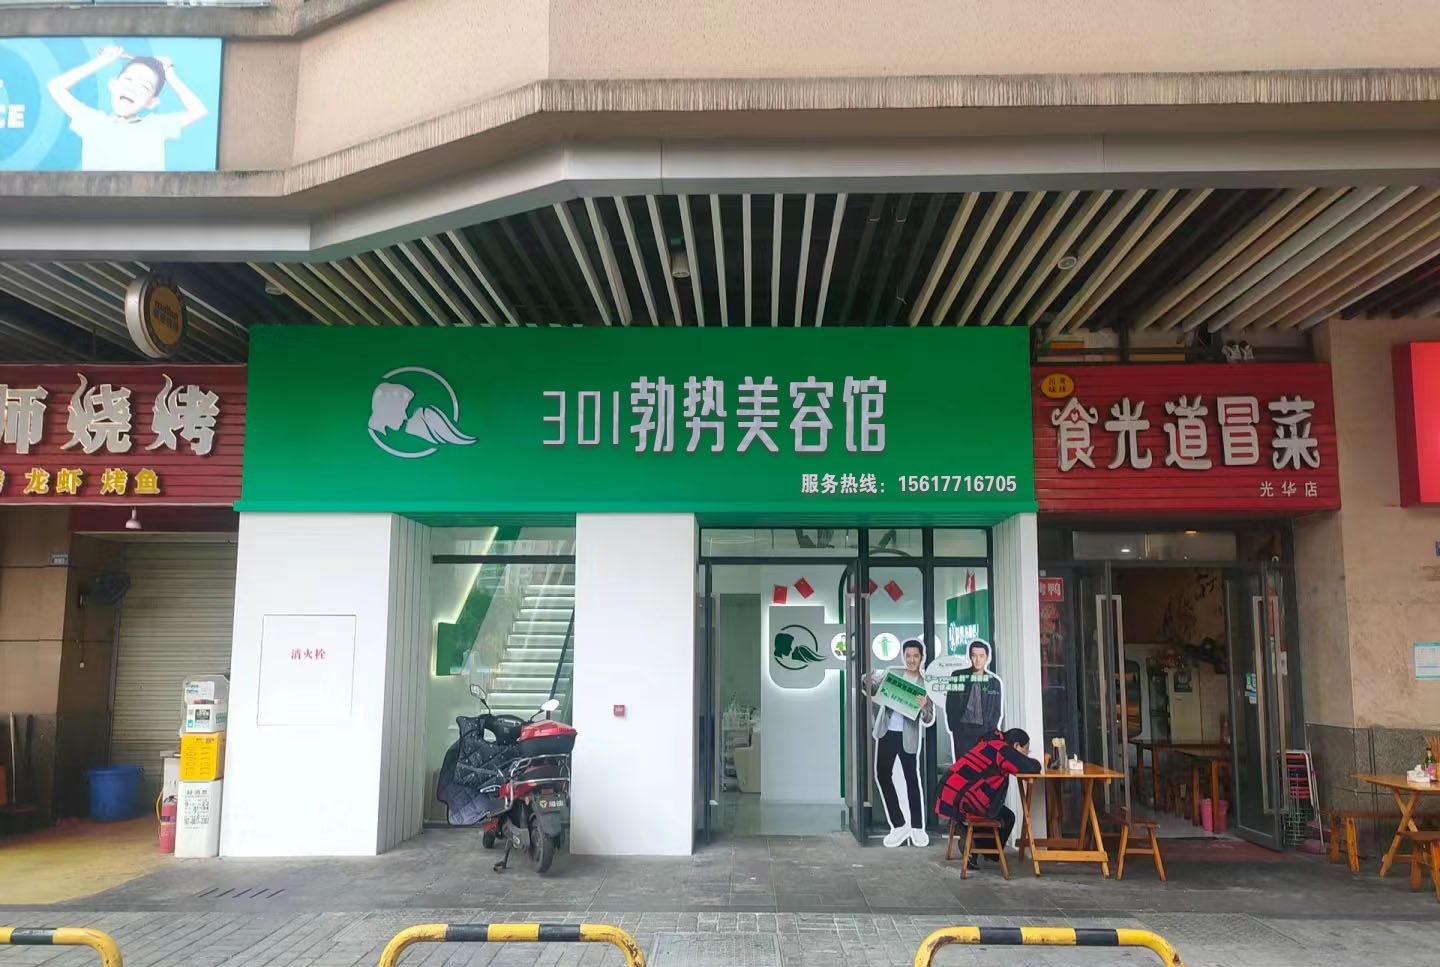 CE
师烧烤
龙虾 烤鱼
301勃势美容馆
服务热线：15617716705
食光道冒菜
光华店
消火栓